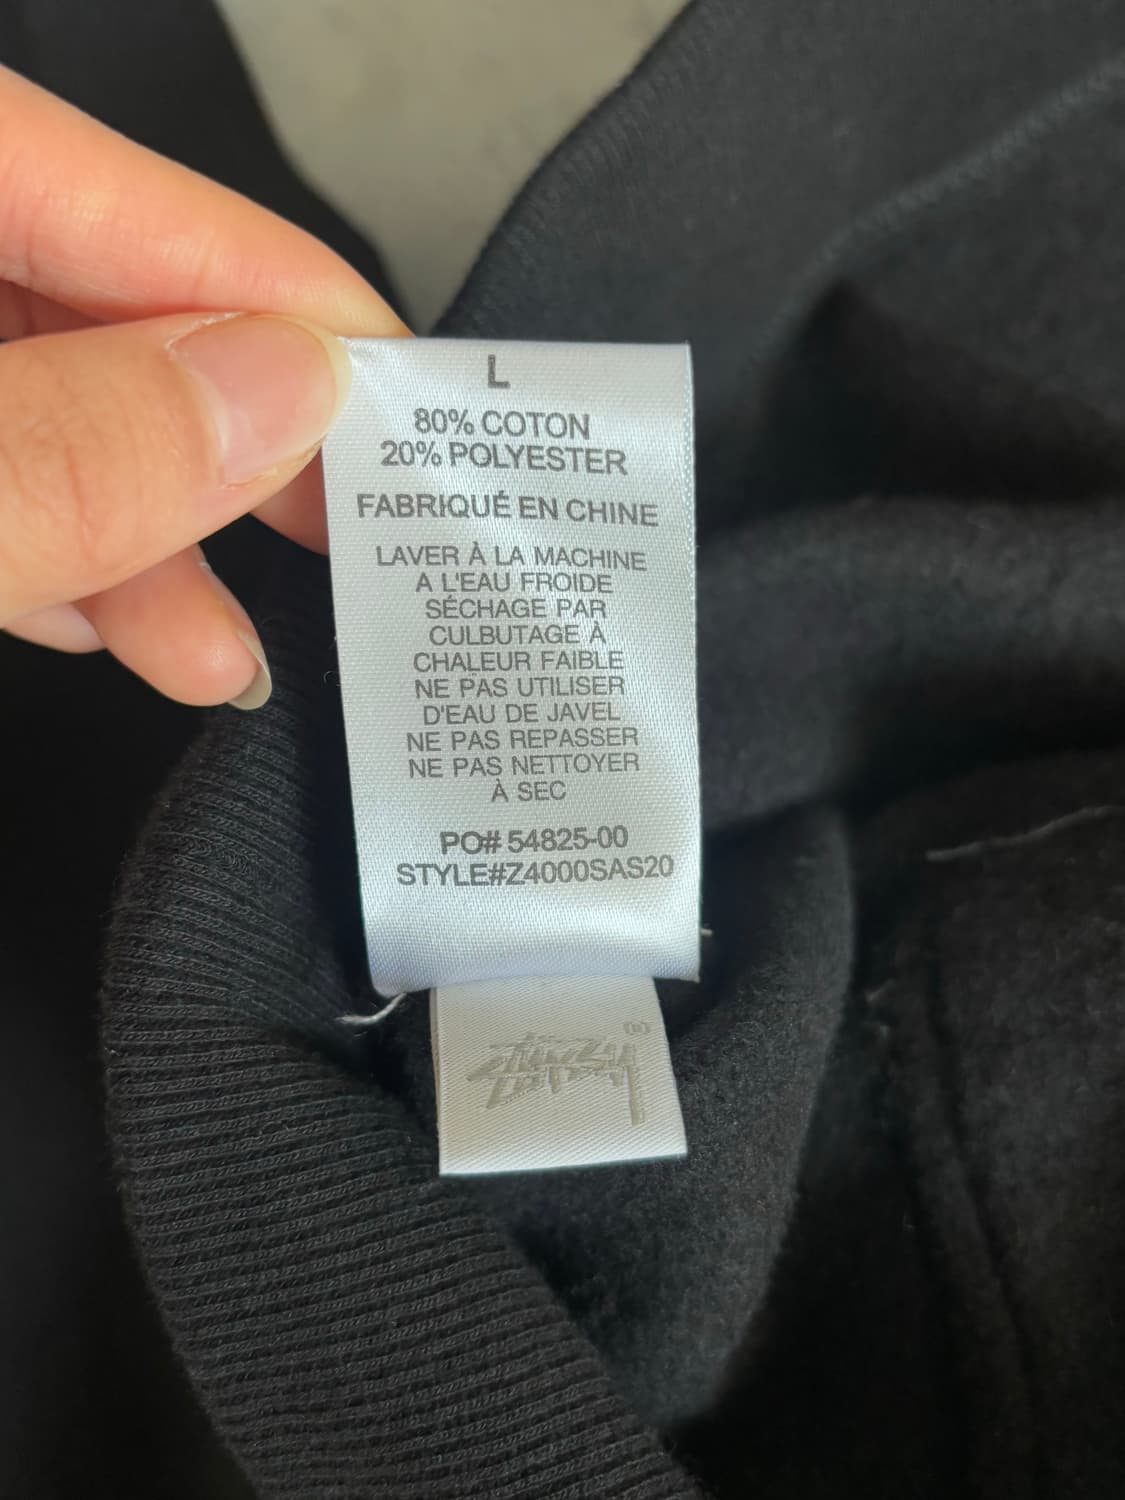 L
80% COTON
20% POLYESTER
FABRIQUÉ EN CHINE
LAVER À LA MACHINE
A L'EAU FROIDE
SÉCHAGE PAR
CULBUTAGE À
CHALEUR FAIBLE
NE PAS UTILISER
D'EAU DE JAVEL
NE PAS REPASSER
NE PAS NETTOYER
À SEC
PO# 54825-00
STYLE#Z4000SAS20
STÜSSY®